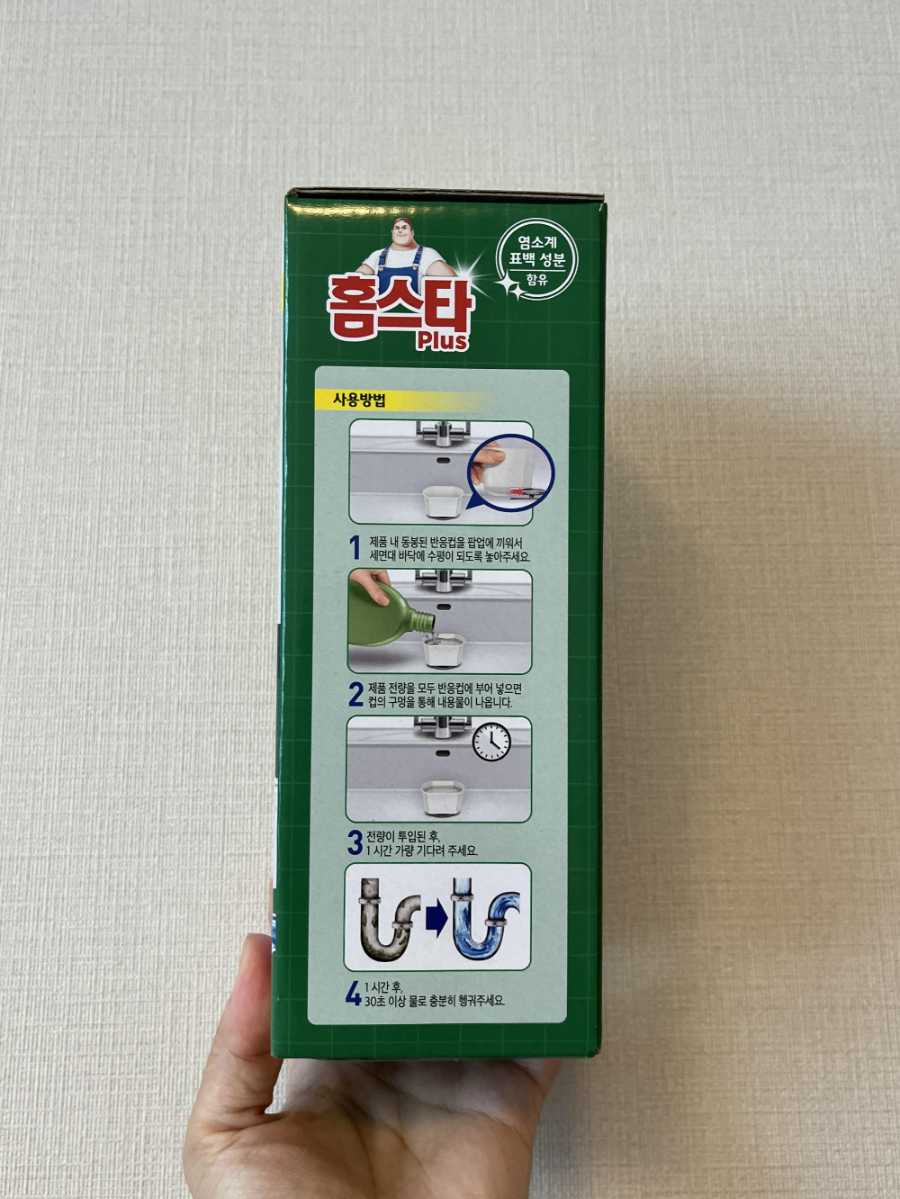 염소계
표백 성분
함유
홈스타
Plus
사용방법
1 제품 내 동봉된 반응컵을 팝업에 끼워서
세면대 바닥에 수평이 되도록 놓아주세요.
2 제품 전량을 모두 반응컵에 부어 넣으면
컵의 구멍을 통해 내용물이 나옵니다.
3 전량이 투입된 후,
1시간 가량 기다려 주세요.
4 1시간 후,
30초 이상 물로 충분히 헹궈주세요.